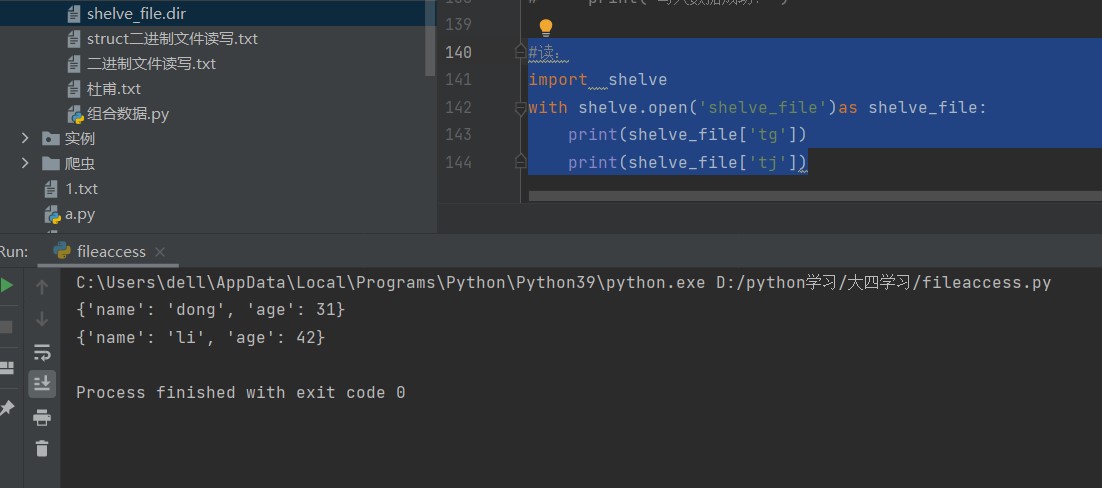 shelve_file.dir
struct二进制文件读写.txt
二进制文件读写.txt
杜甫.txt
组合数据.py
实例
爬虫
1.txt
a.py
139
140 #读:
141 import shelve
142 with shelve.open('shelve_file')as shelve_file:
143 print(shelve_file['tg'])
144 print(shelve_file['tj'])
Run: fileaccess
C:\Users\dell\AppData\Local\Programs\Python\Python39\python.exe D:/python学习/大四学习/fileaccess.py
{'name': 'dong', 'age': 31}
{'name': 'li', 'age': 42}
Process finished with exit code 0